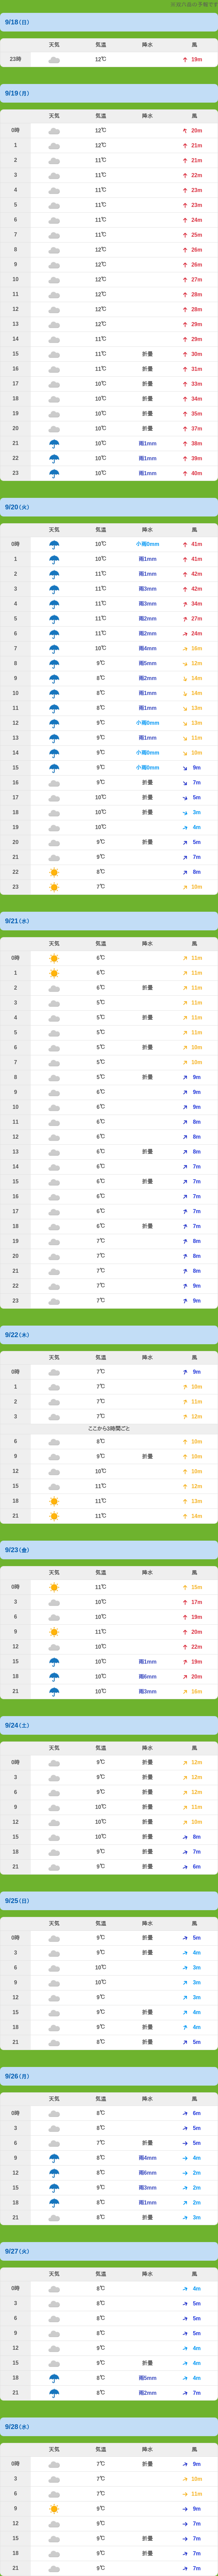 9/18(日)
天気 気温 降水 風
23時 12℃ 19m
9/19(月)
天気 気温 降水 風
0時 12℃ 20m
1 12℃ 21m
2 11℃ 21m
3 11℃ 22m
4 11℃ 23m
5 11℃ 23m
6 11℃ 24m
7 11℃ 25m
8 12℃ 26m
9 12℃ 26m
10 12℃ 27m
11 12℃ 28m
12 12℃ 28m
13 12℃ 29m
14 11℃ 29m
15 11℃ 折畳 30m
16 11℃ 折畳 31m
17 10℃ 折畳 33m
18 10℃ 折畳 34m
19 10℃ 折畳 35m
20 10℃ 折畳 37m
21 10℃ 雨1mm 38m
22 10℃ 雨1mm 39m
23 10℃ 雨1mm 40m
9/20(火)
天気 気温 降水 風
0時 10℃ 小雨0mm 41m
1 10℃ 雨1mm 41m
2 10℃ 雨1mm 42m
3 11℃ 雨3mm 42m
4 11℃ 雨3mm 34m
5 11℃ 雨2mm 27m
6 11℃ 雨2mm 24m
7 10℃ 雨4mm 16m
8 9℃ 雨5mm 12m
9 8℃ 雨2mm 14m
10 8℃ 雨1mm 14m
11 8℃ 雨1mm 13m
12 9℃ 小雨0mm 13m
13 9℃ 雨1mm 11m
14 9℃ 小雨0mm 10m
15 9℃ 小雨0mm 9m
16 9℃ 折畳 7m
17 10℃ 折畳 5m
18 10℃ 折畳 3m
19 10℃ 4m
20 9℃ 折畳 5m
21 9℃ 7m
22 8℃ 8m
23 7℃ 10m
9/21(水)
天気 気温 降水 風
0時 6℃ 11m
1 6℃ 11m
2 6℃ 折畳 11m
3 5℃ 11m
4 5℃ 折畳 11m
5 5℃ 11m
6 5℃ 折畳 10m
7 5℃ 10m
8 5℃ 折畳 9m
9 6℃ 9m
10 6℃ 9m
11 6℃ 8m
12 6℃ 8m
13 6℃ 折畳 8m
14 6℃ 7m
15 6℃ 折畳 7m
16 6℃ 7m
17 6℃ 7m
18 6℃ 折畳 7m
19 7℃ 8m
20 7℃ 8m
21 7℃ 8m
22 7℃ 9m
23 7℃ 9m
9/22(木)
天気 気温 降水 風
0時 7℃ 9m
1 7℃ 10m
2 7℃ 11m
3 7℃ 12m
ここから3時間ごと
6 8℃ 10m
9 9℃ 折畳 10m
12 10℃ 10m
15 11℃ 12m
18 11℃ 13m
21 11℃ 14m
9/23(金)
天気 気温 降水 風
0時 11℃ 15m
3 10℃ 17m
6 10℃ 19m
9 11℃ 20m
12 10℃ 22m
15 10℃ 雨1mm 19m
18 10℃ 雨6mm 20m
21 10℃ 雨3mm 16m
9/24(土)
天気 気温 降水 風
0時 9℃ 折畳 12m
3 9℃ 折畳 12m
6 9℃ 折畳 12m
9 10℃ 折畳 11m
12 10℃ 折畳 10m
15 10℃ 折畳 8m
18 9℃ 折畳 7m
21 9℃ 折畳 6m
9/25(日)
天気 気温 降水 風
0時 9℃ 折畳 5m
3 9℃ 折畳 4m
6 10℃ 3m
9 10℃ 3m
12 9℃ 3m
15 9℃ 折畳 4m
18 9℃ 折畳 4m
21 8℃ 折畳 5m
9/26(月)
天気 気温 降水 風
0時 8℃ 6m
3 8℃ 5m
6 7℃ 折畳 5m
9 8℃ 雨4mm 4m
12 8℃ 雨6mm 2m
15 9℃ 雨3mm 2m
18 8℃ 雨1mm 2m
21 8℃ 折畳 3m
9/27(火)
天気 気温 降水 風
0時 8℃ 4m
3 8℃ 5m
6 8℃ 5m
9 8℃ 5m
12 9℃ 4m
15 9℃ 折畳 4m
18 8℃ 雨5mm 4m
21 8℃ 雨2mm 7m
9/28(水)
天気 気温 降水 風
0時 7℃ 折畳 9m
3 7℃ 10m
6 7℃ 11m
9 9℃ 9m
12 9℃ 7m
15 9℃ 折畳 7m
18 9℃ 折畳 7m
21 9℃ 7m